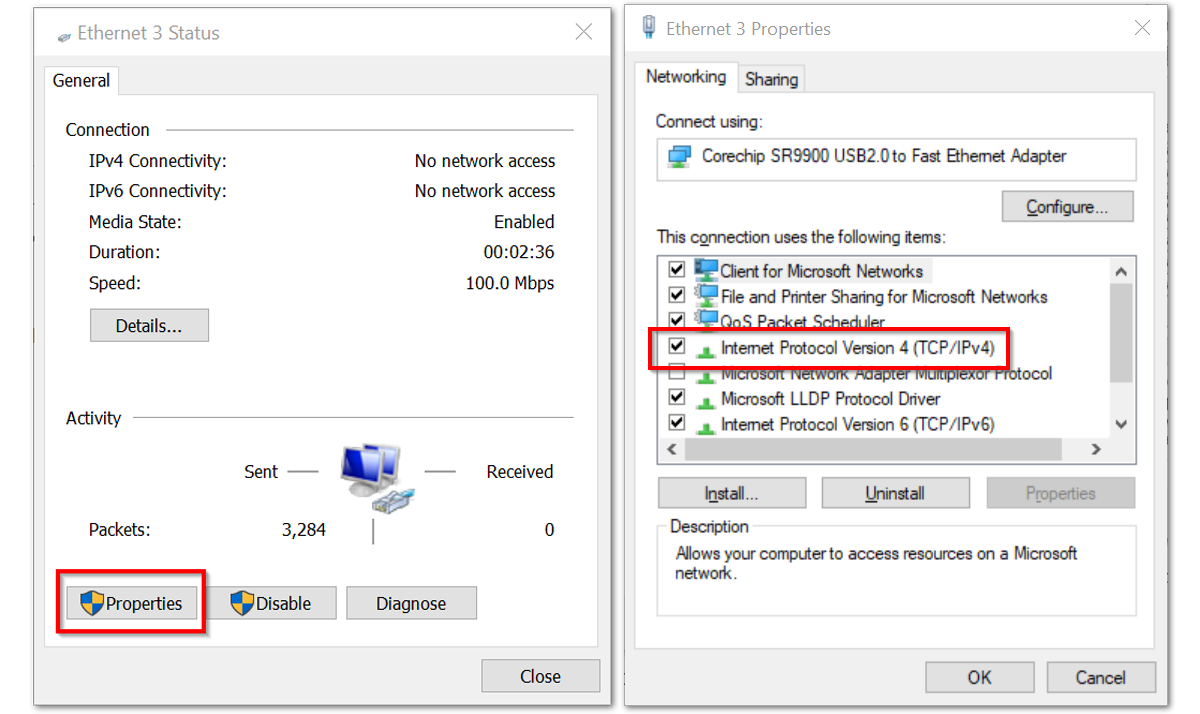 Ethernet 3 Status
General
Connection
IPv4 Connectivity: No network access
IPv6 Connectivity: No network access
Media State: Enabled
Duration: 00:02:36
Speed: 100.0 Mbps
Details...
Activity
Sent Received
Packets: 3,284 0
Properties Disable Diagnose
Close
Ethernet 3 Properties
Networking Sharing
Connect using:
Corechip SR9900 USB2.0 to Fast Ethernet Adapter
Configure...
This connection uses the following items:
Client for Microsoft Networks
File and Printer Sharing for Microsoft Networks
QoS Packet Scheduler
Internet Protocol Version 4 (TCP/IPv4)
Microsoft Network Adapter Multiplexor Protocol
Microsoft LLDP Protocol Driver
Internet Protocol Version 6 (TCP/IPv6)
Install... Uninstall Properties
Description
Allows your computer to access resources on a Microsoft
network.
OK Cancel